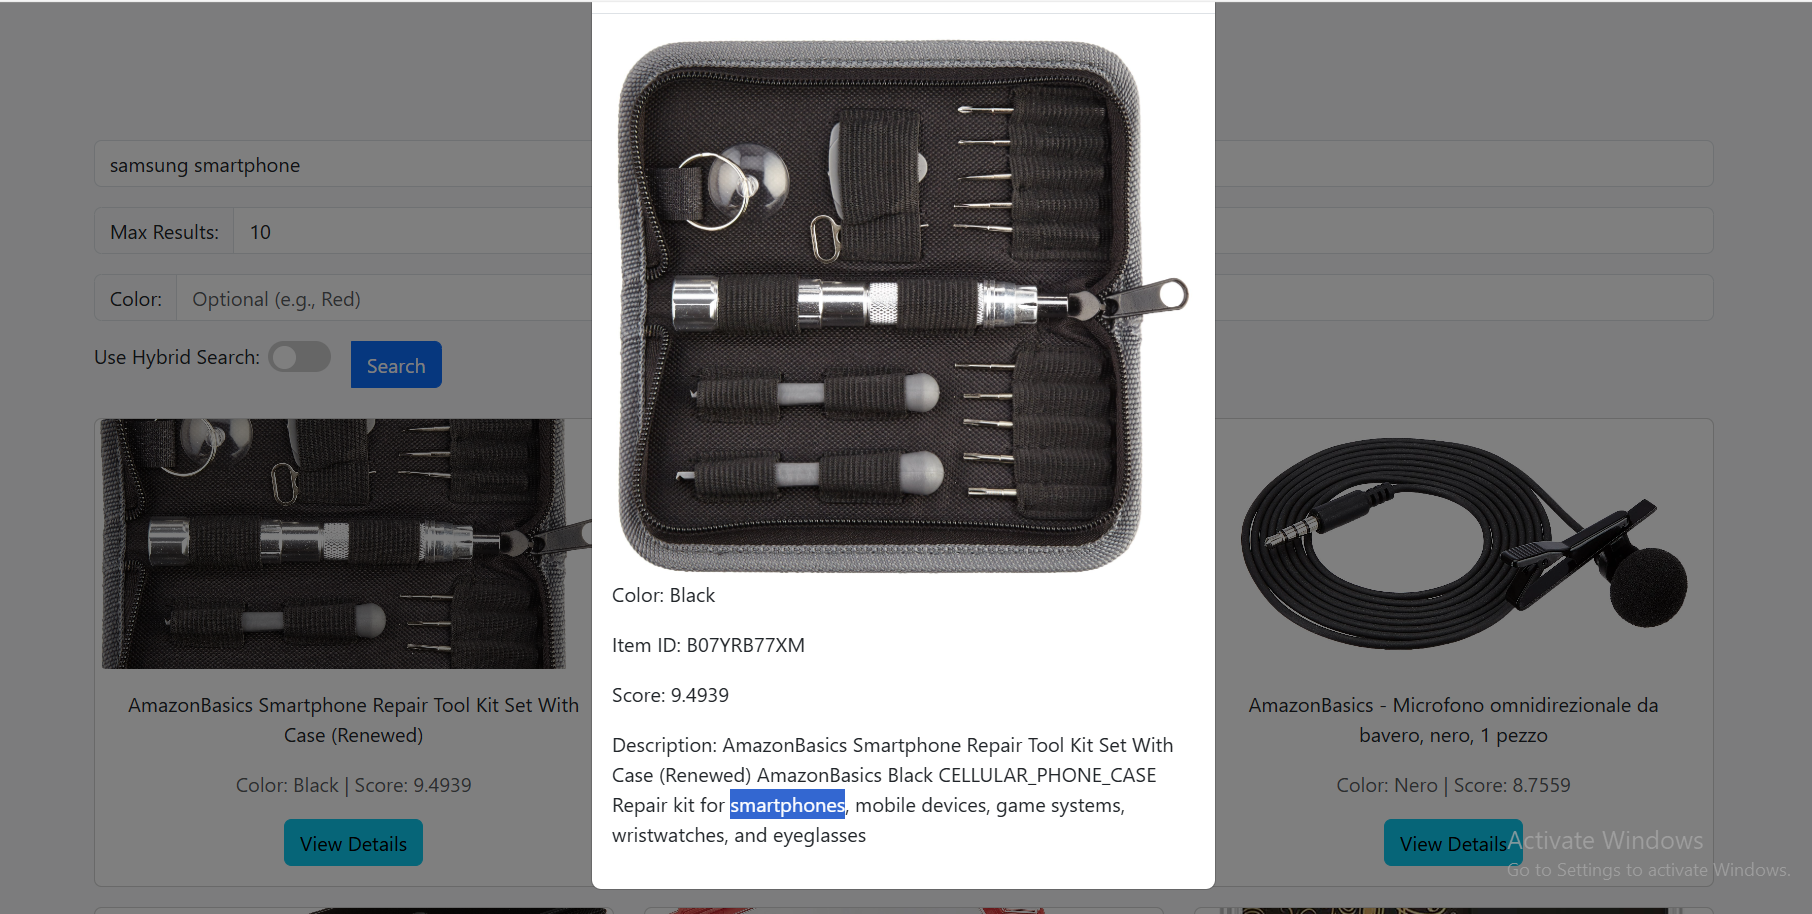 samsung smartphone
Max Results: 10
Color: Optional (e.g., Red)
Use Hybrid Search: Search
AmazonBasics Smartphone Repair Tool Kit Set With
Case (Renewed)
Color: Black | Score: 9.4939
View Details
Color: Black
Item ID: B07YRB77XM
Score: 9.4939
Description: AmazonBasics Smartphone Repair Tool Kit Set With
Case (Renewed) AmazonBasics Black CELLULAR_PHONE_CASE
Repair kit for smartphones, mobile devices, game systems,
wristwatches, and eyeglasses
AmazonBasics - Microfono omnidirezionale da
bavero, nero, 1 pezzo
Color: Nero | Score: 8.7559
View Details
Activate Windows
Go to Settings to activate Windows.